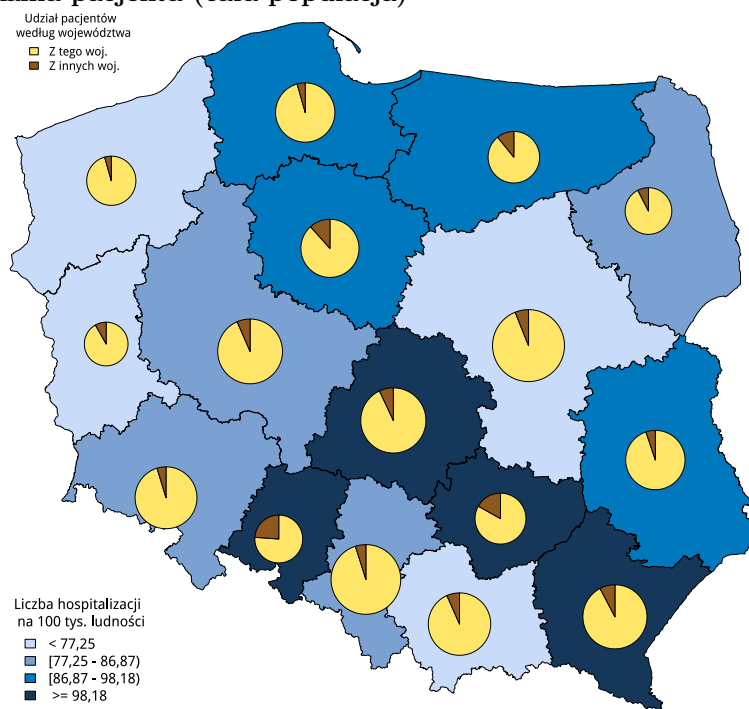 Udział pacjentów
według województwa
Z tego woj.
Z innych woj.
Liczba hospitalizacji
na 100 tys. ludności
< 77,25
[77,25 - 86,87)
[86,87 - 98,18)
>= 98,18